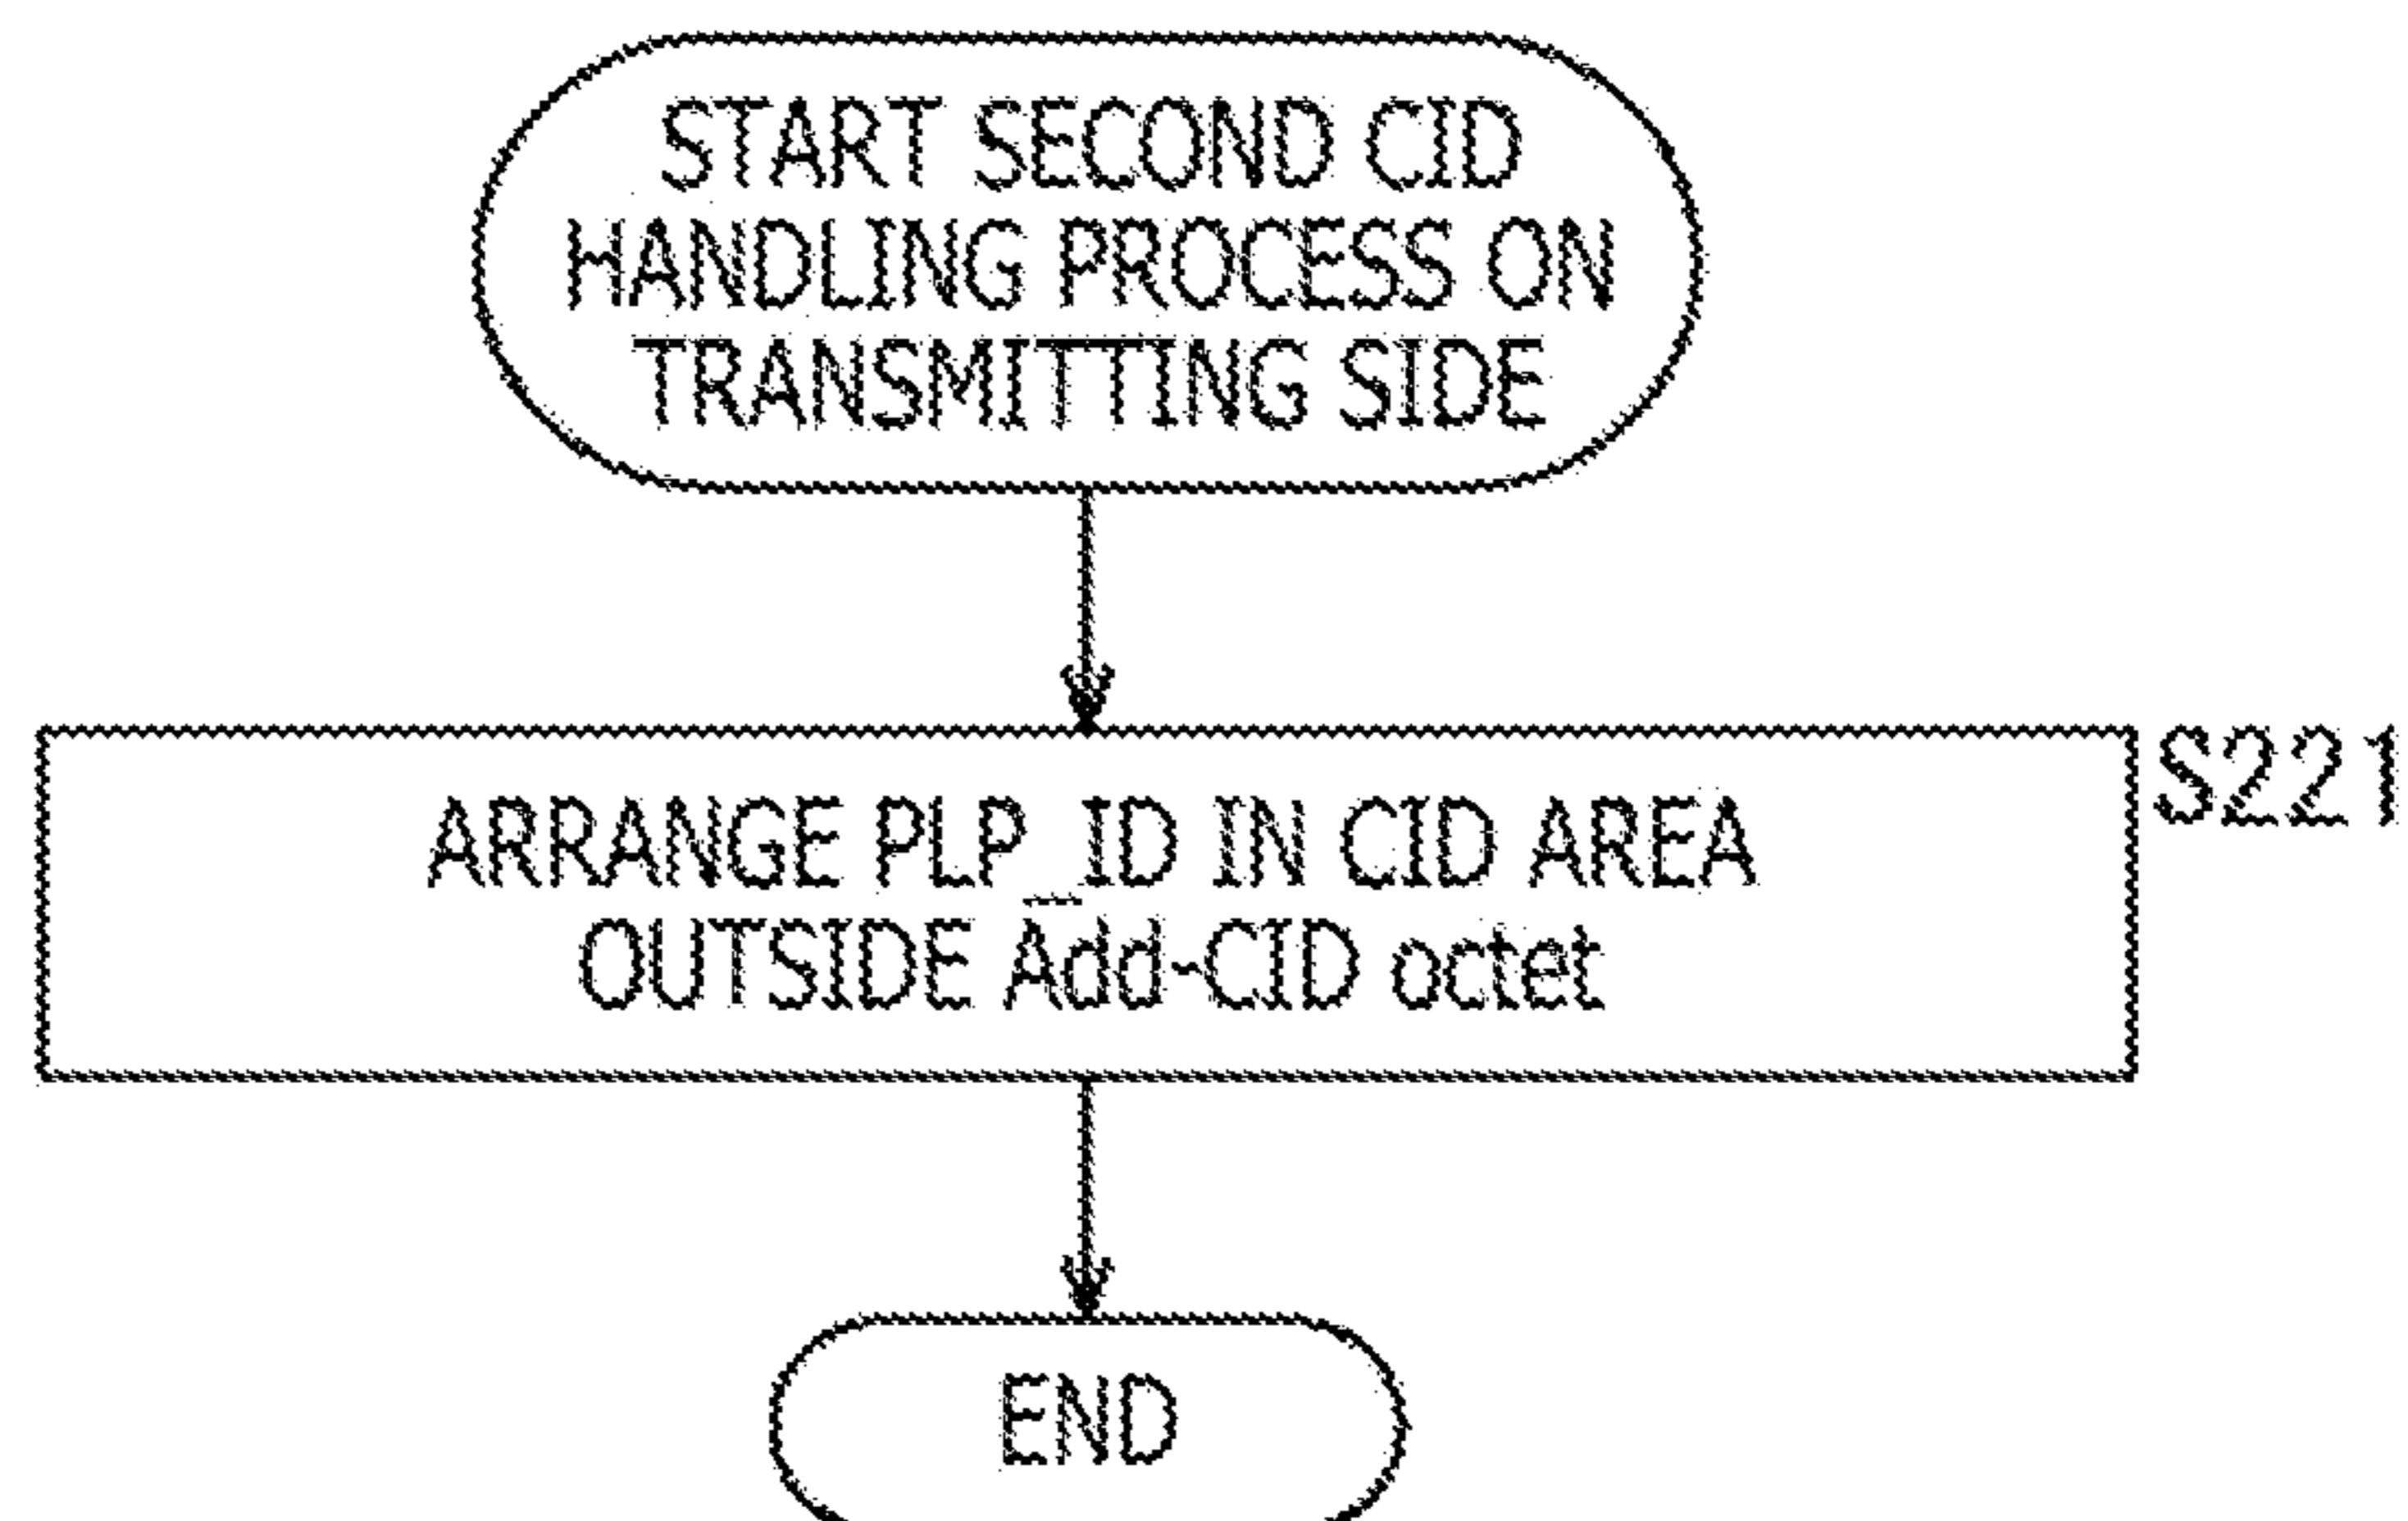 START SECOND CID
HANDLING PROCESS ON
TRANSMITTING SIDE
S221
ARRANGE PLP_ID IN CID AREA
OUTSIDE Add-CID octet
END